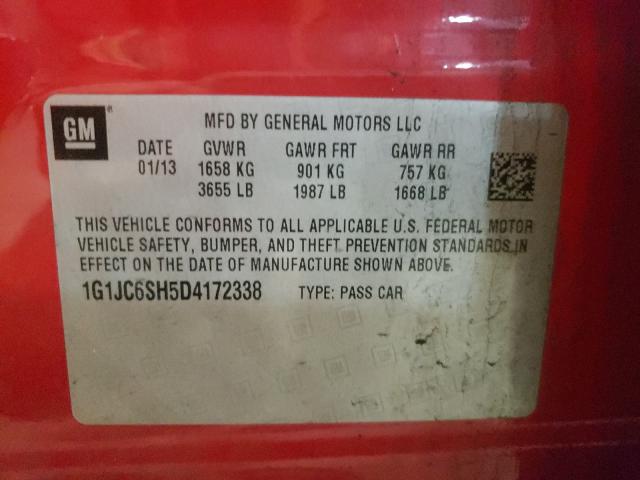 GM ®
MFD BY GENERAL MOTORS LLC
DATE GVWR GAWR FRT GAWR RR
01/13 1658 KG 901 KG 757 KG
3655 LB 1987 LB 1668 LB
THIS VEHICLE CONFORMS TO ALL APPLICABLE U.S. FEDERAL MOTOR
VEHICLE SAFETY, BUMPER, AND THEFT PREVENTION STANDARDS IN
EFFECT ON THE DATE OF MANUFACTURE SHOWN ABOVE.
1G1JC6SH5D4172338 TYPE: PASS CAR